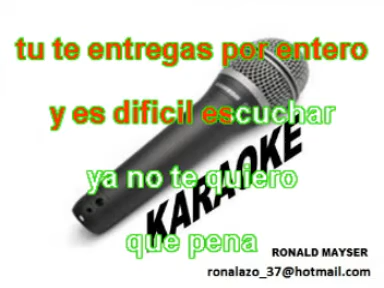 tu te entregas por entero
y es dificil escuchar
ya no te quiero
KARAOKE
que pena
RONALD MAYSER
ronalazo_37@hotmail.com